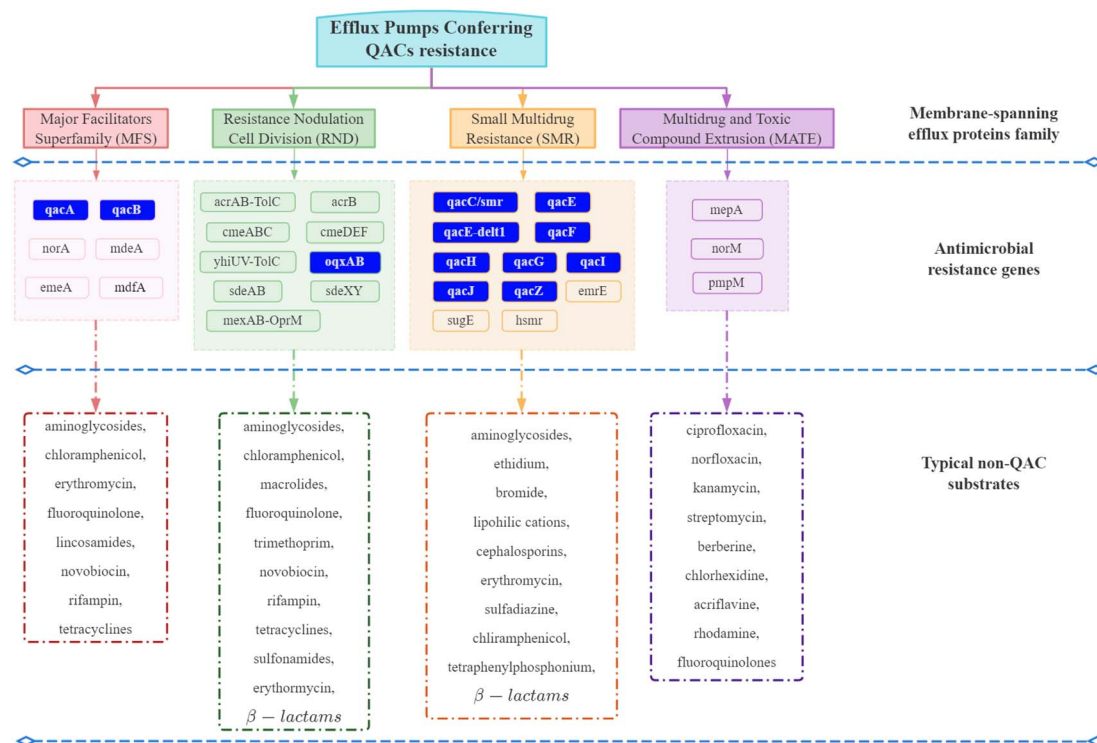 Efflux Pumps Conferring
QACs resistance
Major Facilitators
Superfamily (MFS)
Resistance Nodulation
Cell Division (RND)
Small Multidrug
Resistance (SMR)
Multidrug and Toxic
Compound Extrusion (MATE)
Membrane-spanning
efflux proteins family
qacA qacB
norA mdeA
emeA mdfA
acrAB-TolC acrB
cmeABC cmeDEF
yhiUV-TolC oqxAB
sdeAB sdeXY
mexAB-OprM
qacC/smr qacE
qacE-delt1 qacF
qacH qacG qacI
qacJ qacZ emrE
sugE hsmr
mepA
norM
pmpM
Antimicrobial
resistance genes
aminoglycosides,
chloramphenicol,
erythromycin,
fluoroquinolone,
lincosamides,
novobiocin,
rifampin,
tetracyclines
aminoglycosides,
chloramphenicol,
macrolides,
fluoroquinolone,
trimethoprim,
novobiocin,
rifampin,
tetracyclines,
sulfonamides,
erythormycin,
β − lactams
aminoglycosides,
ethidium,
bromide,
lipohilic cations,
cephalosporins,
erythromycin,
sulfadiazine,
chliramphenicol,
tetraphenylphosphonium,
β − lactams
ciprofloxacin,
norfloxacin,
kanamycin,
streptomycin,
berberine,
chlorhexidine,
acriflavine,
rhodamine,
fluoroquinolones
Typical non-QAC
substrates